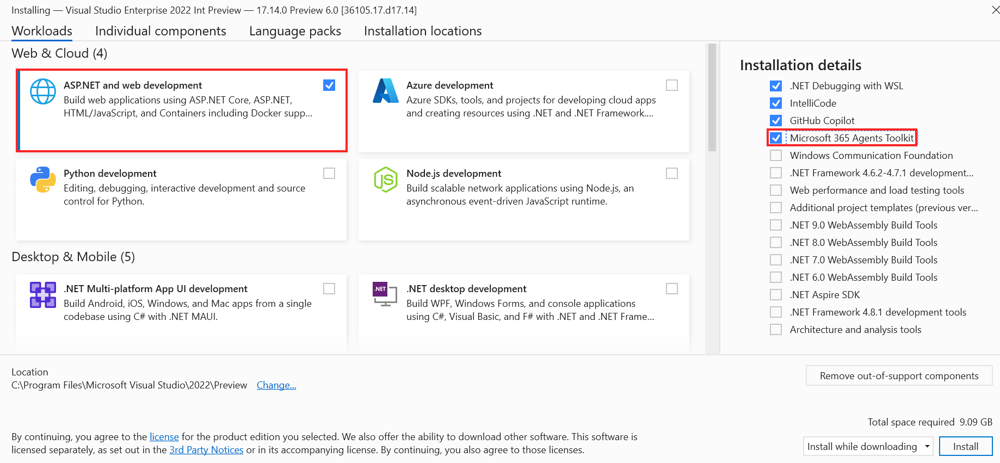 Installing — Visual Studio Enterprise 2022 Int Preview — 17.14.0 Preview 6.0 [36105.17.d17.14]
Workloads
Individual components
Language packs
Installation locations
Web & Cloud (4)
ASP.NET and web development
Build web applications using ASP.NET Core, ASP.NET,
HTML/JavaScript, and Containers including Docker supp...
Azure development
Azure SDKs, tools, and projects for developing cloud apps
and creating resources using .NET and .NET Framework....
Python development
Editing, debugging, interactive development and source
control for Python.
Node.js development
Build scalable network applications using Node.js, an
asynchronous event-driven JavaScript runtime.
Desktop & Mobile (5)
.NET Multi-platform App UI development
Build Android, iOS, Windows, and Mac apps from a single
codebase using C# with .NET MAUI.
.NET
.NET desktop development
Build WPF, Windows Forms, and console applications
using C#, Visual Basic, and F# with .NET and .NET Frame...
Installation details
.NET Debugging with WSL
IntelliCode
GitHub Copilot
Microsoft 365 Agents Toolkit
Windows Communication Foundation
.NET Framework 4.6.2-4.7.1 development...
Web performance and load testing tools
Additional project templates (previous ver...
.NET 9.0 WebAssembly Build Tools
.NET 8.0 WebAssembly Build Tools
.NET 7.0 WebAssembly Build Tools
.NET 6.0 WebAssembly Build Tools
.NET Aspire SDK
.NET Framework 4.8.1 development tools
Architecture and analysis tools
Location
C:\Program Files\Microsoft Visual Studio\2022\Preview Change...
Remove out-of-support components
Total space required 9.09 GB
By continuing, you agree to the license for the product edition you selected. We also offer the ability to download other software. This software is
licensed separately, as set out in the 3rd Party Notices or in its accompanying license. By continuing, you also agree to those licenses.
Install while downloading
Install